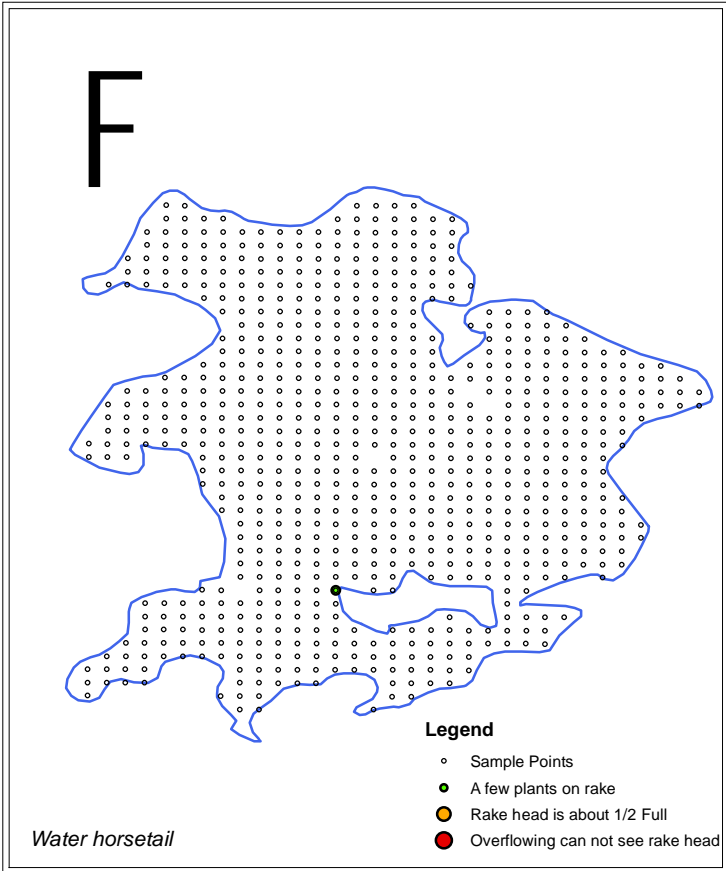 F
Legend
Sample Points
A few plants on rake
Rake head is about 1/2 Full
Overflowing can not see rake head
Water horsetail